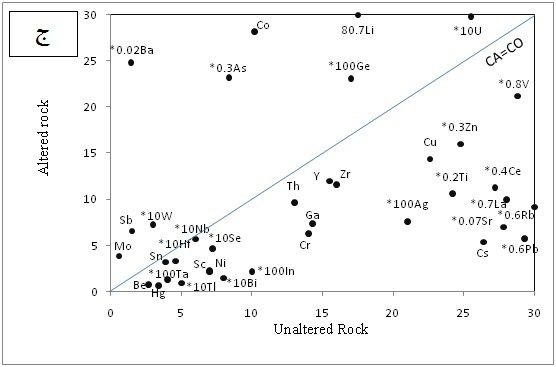 ج
30
25
20
15
10
5
0
Altered rock
Co
80.7Li
*10U
CA=CO
*0.02Ba
*0.3As
*100Ge
*0.8V
*0.3Zn
Cu
Y
Zr
*0.2Ti
*0.4Ce
Th
*100Ag
*0.7La
*0.6Rb
Sb
*10W
*10Nb
Ga
*0.07Sr
Mo
*10Hf
*10Se
Cr
Cs
*0.6Pb
Sn
Sc
Ni
*100In
*100Ta
Be
Hg
*10Tl
*10Bi
0 5 10 15 20 25 30
Unaltered Rock